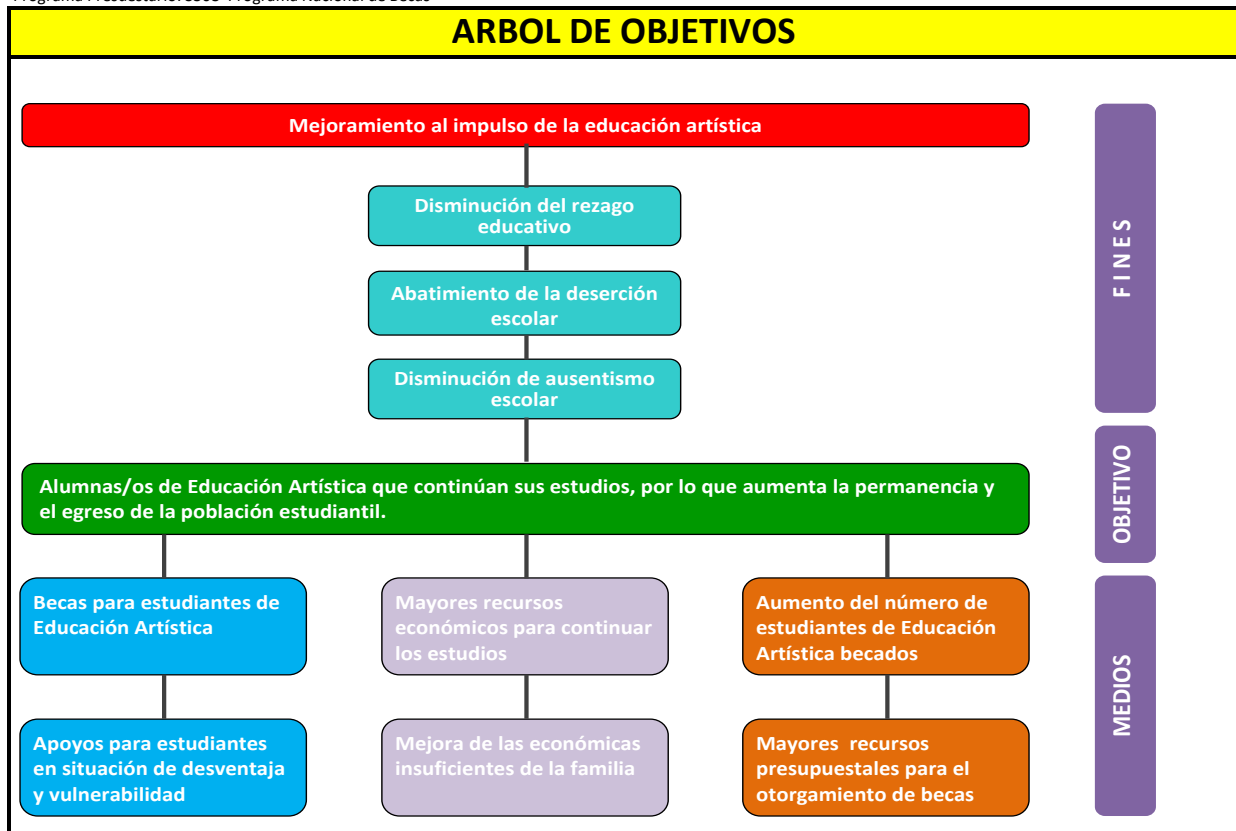 ARBOL DE OBJETIVOS
Mejoramiento al impulso de la educación artística
Disminución del rezago
educativo
Abatimiento de la deserción
escolar
Disminución de ausentismo
escolar
FINES
Alumnas/os de Educación Artística que continúan sus estudios, por lo que aumenta la permanencia y
el egreso de la población estudiantil.
OBJETIVO
Becas para estudiantes de
Educación Artística
Mayores recursos
económicos para continuar
los estudios
Aumento del número de
estudiantes de Educación
Artística becados
Apoyos para estudiantes
en situación de desventaja
y vulnerabilidad
Mejora de las económicas
insuficientes de la familia
Mayores recursos
presupuestales para el
otorgamiento de becas
MEDIOS